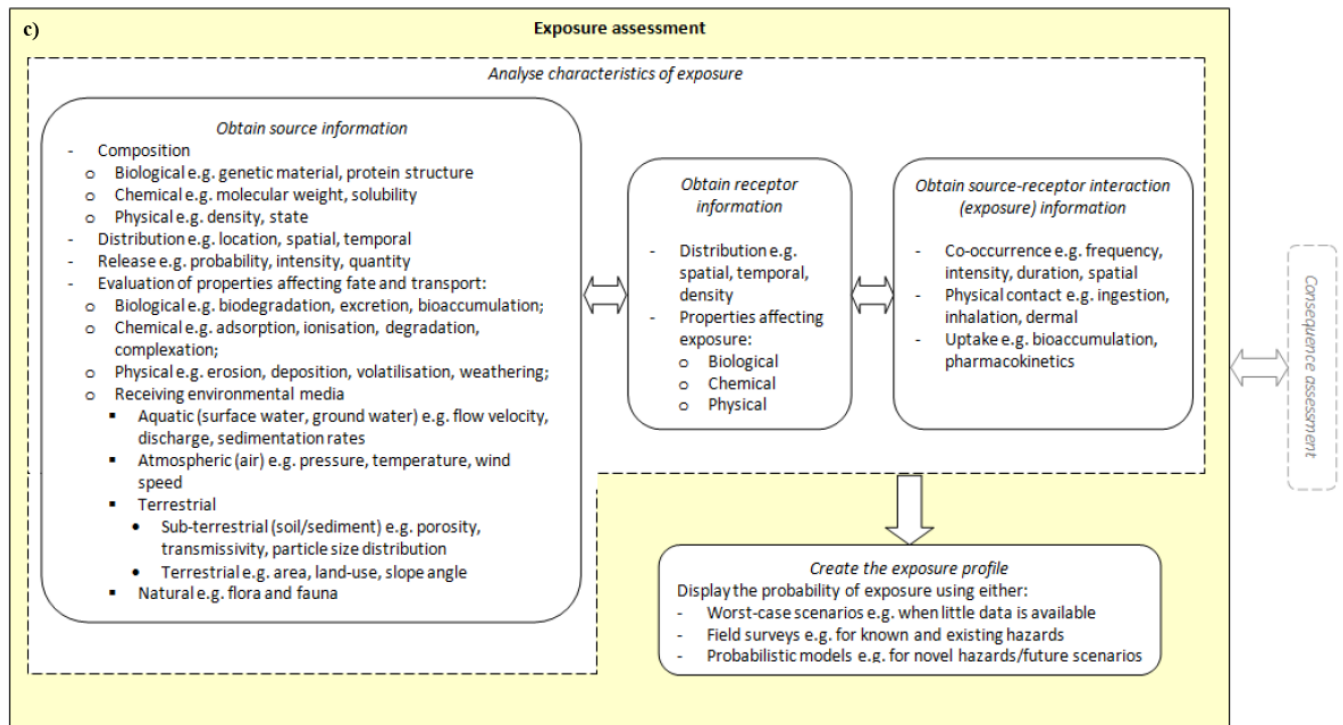 c)
Exposure assessment
Analyse characteristics of exposure
Obtain source information
- Composition
o Biological e.g. genetic material, protein structure
o Chemical e.g. molecular weight, solubility
o Physical e.g. density, state
- Distribution e.g. location, spatial, temporal
- Release e.g. probability, intensity, quantity
- Evaluation of properties affecting fate and transport:
o Biological e.g. biodegradation, excretion, bioaccumulation;
o Chemical e.g. adsorption, ionisation, degradation,
complexation;
o Physical e.g. erosion, deposition, volatilisation, weathering;
o Receiving environmental media
▪ Aquatic (surface water, ground water) e.g. flow velocity,
discharge, sedimentation rates
▪ Atmospheric (air) e.g. pressure, temperature, wind
speed
▪ Terrestrial
• Sub-terrestrial (soil/sediment) e.g. porosity,
transmissivity, particle size distribution
• Terrestrial e.g. area, land-use, slope angle
▪ Natural e.g. flora and fauna
Obtain receptor
information
- Distribution e.g.
spatial, temporal,
density
- Properties affecting
exposure:
o Biological
o Chemical
o Physical
Obtain source-receptor interaction
(exposure) information
- Co-occurrence e.g. frequency,
intensity, duration, spatial
- Physical contact e.g. ingestion,
inhalation, dermal
- Uptake e.g. bioaccumulation,
pharmacokinetics
Create the exposure profile
Display the probability of exposure using either:
- Worst-case scenarios e.g. when little data is available
- Field surveys e.g. for known and existing hazards
- Probabilistic models e.g. for novel hazards/future scenarios
Consequence assessment